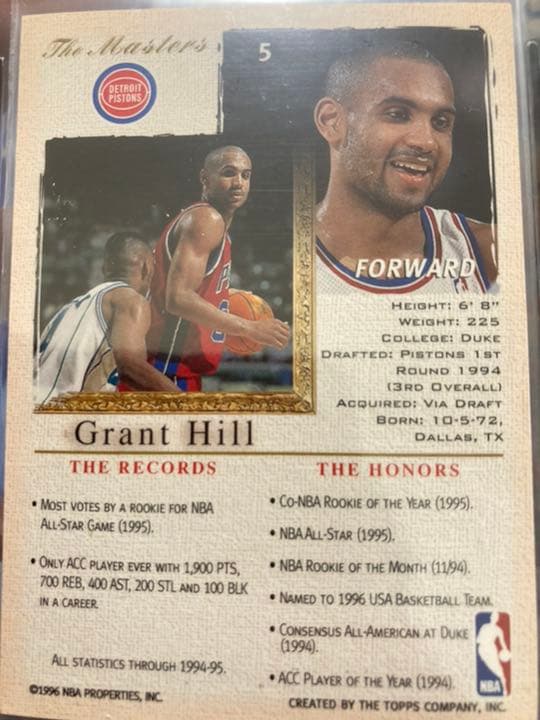 The Masters
5
DETROIT
PISTONS
FORWARD
HEIGHT: 6' 8"
WEIGHT: 225
COLLEGE: DUKE
DRAFTED: PISTONS 1ST
ROUND 1994
(3RD OVERALL)
ACQUIRED: VIA DRAFT
BORN: 10-5-72,
DALLAS, TX
Grant Hill
THE RECORDS
• MOST VOTES BY A ROOKIE FOR NBA
ALL-STAR GAME (1995).
• ONLY ACC PLAYER EVER WITH 1,900 PTS,
700 REB, 400 AST, 200 STL AND 100 BLK
IN A CAREER.
ALL STATISTICS THROUGH 1994-95.
©1996 NBA PROPERTIES, INC.
THE HONORS
• CO-NBA ROOKIE OF THE YEAR (1995).
• NBA ALL-STAR (1995).
• NBA ROOKIE OF THE MONTH (11/94).
• NAMED TO 1996 USA BASKETBALL TEAM.
• CONSENSUS ALL-AMERICAN AT DUKE
(1994).
• ACC PLAYER OF THE YEAR (1994).
NBA
CREATED BY THE TOPPS COMPANY, INC.